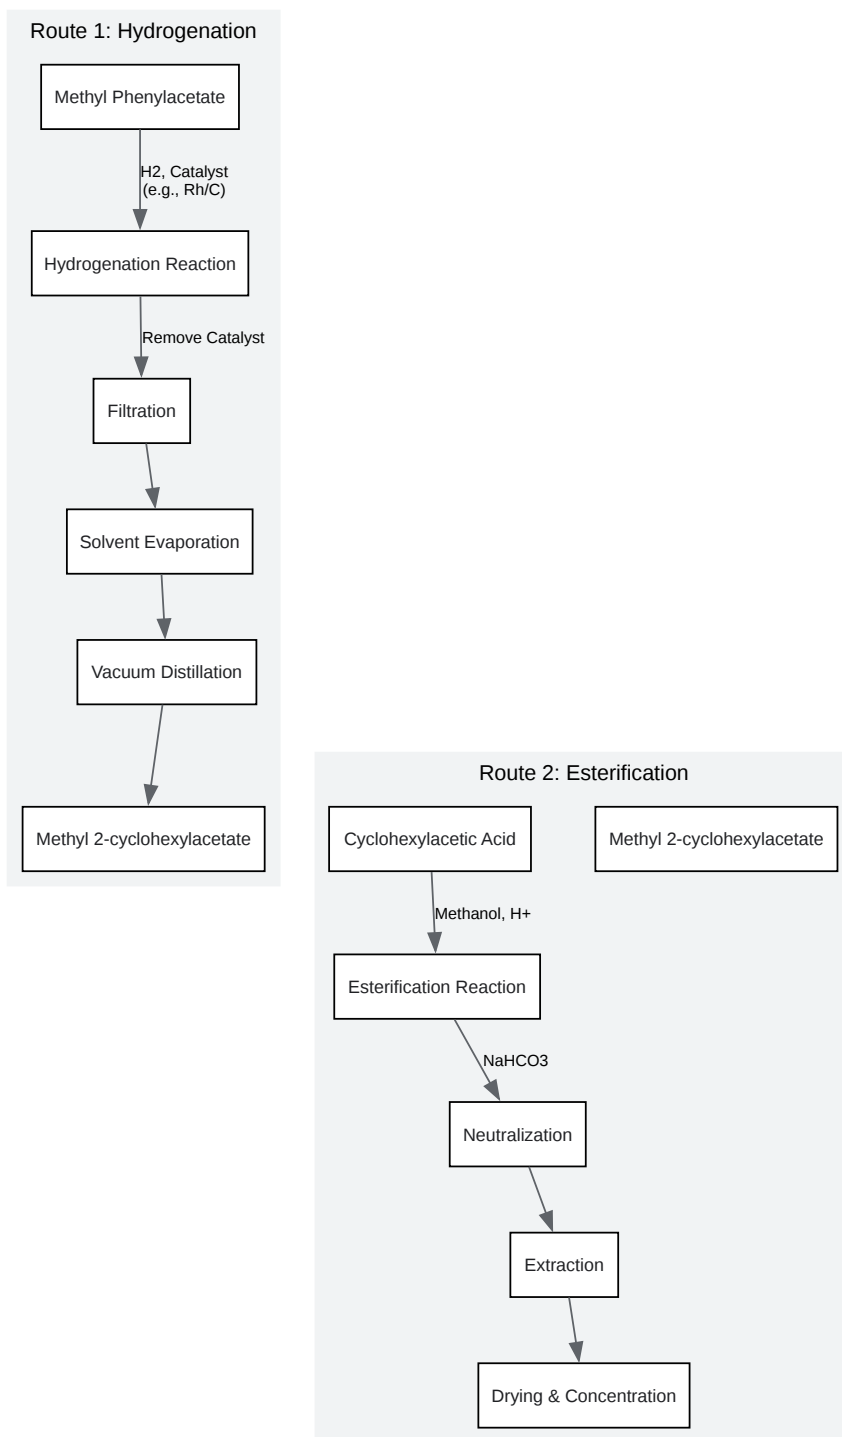 Route 1: Hydrogenation
Methyl Phenylacetate
H2, Catalyst
(e.g., Rh/C)
Hydrogenation Reaction
Remove Catalyst
Filtration
Solvent Evaporation
Vacuum Distillation
Methyl 2-cyclohexylacetate
Route 2: Esterification
Cyclohexylacetic Acid
Methyl 2-cyclohexylacetate
Methanol, H+
Esterification Reaction
NaHCO3
Neutralization
Extraction
Drying & Concentration